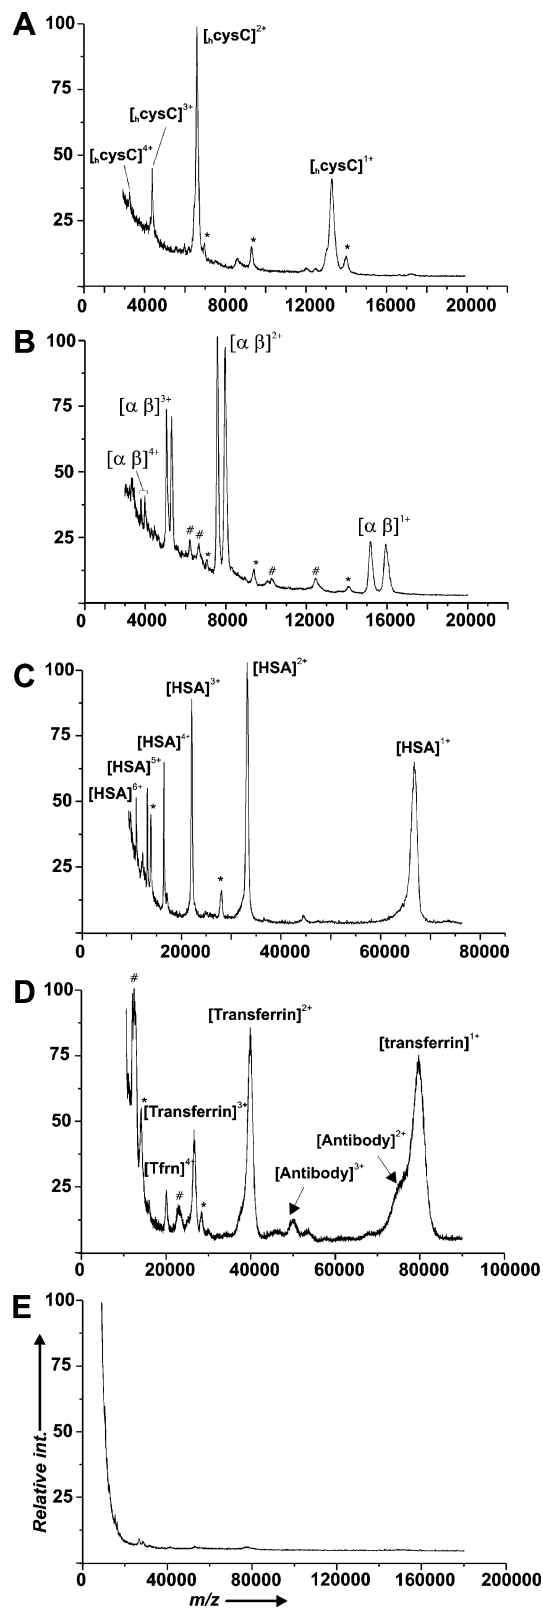 A
100
75
50
25
[hcysC]2+
[hcysC]3+
[hcysC]4+
[hcysC]1+
* * *
0 4000 8000 12000 16000 20000
B
100
75
50
25
[α β]2+
[α β]3+
[α β]4+
[α β]1+
# # * * # # *
0 4000 8000 12000 16000 20000
C
100
75
50
25
[HSA]2+
[HSA]3+
[HSA]4+
[HSA]5+
[HSA]6+
[HSA]1+
* *
0 20000 40000 60000 80000
D
100
75
50
25
#
*
[Transferrin]2+
[transferrin]1+
[Transferrin]3+
[Antibody]2+
[Tfrn]4+
[Antibody]3+
# *
0 20000 40000 60000 80000 100000
E
100
75
50
25
Relative int.
0 40000 80000 120000 160000 200000
m/z